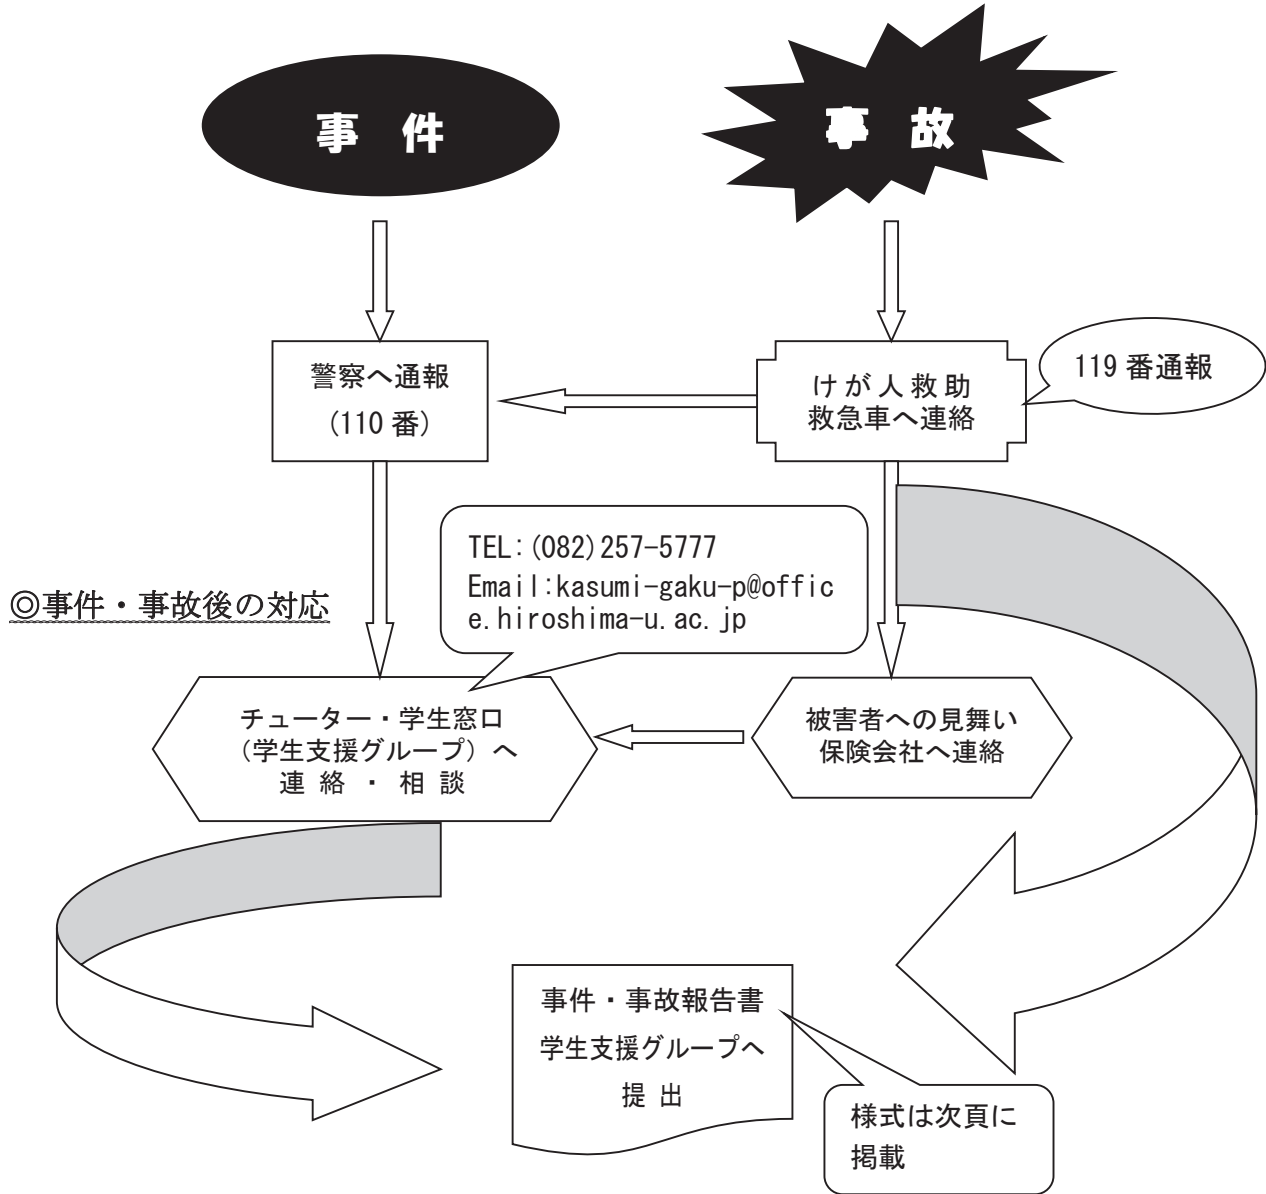 事 件
事 故
警察へ通報
(110 番)
けが人救助
救急車へ連絡
119 番通報
TEL:(082)257-5777
Email:kasumi-gaku-p@offic
e.hiroshima-u.ac.jp
◎事件・事故後の対応
チューター・学生窓口
(学生支援グループ)へ
連 絡 ・ 相 談
被害者への見舞い
保険会社へ連絡
事件・事故報告書
学生支援グループへ
提 出
様式は次頁に
掲載